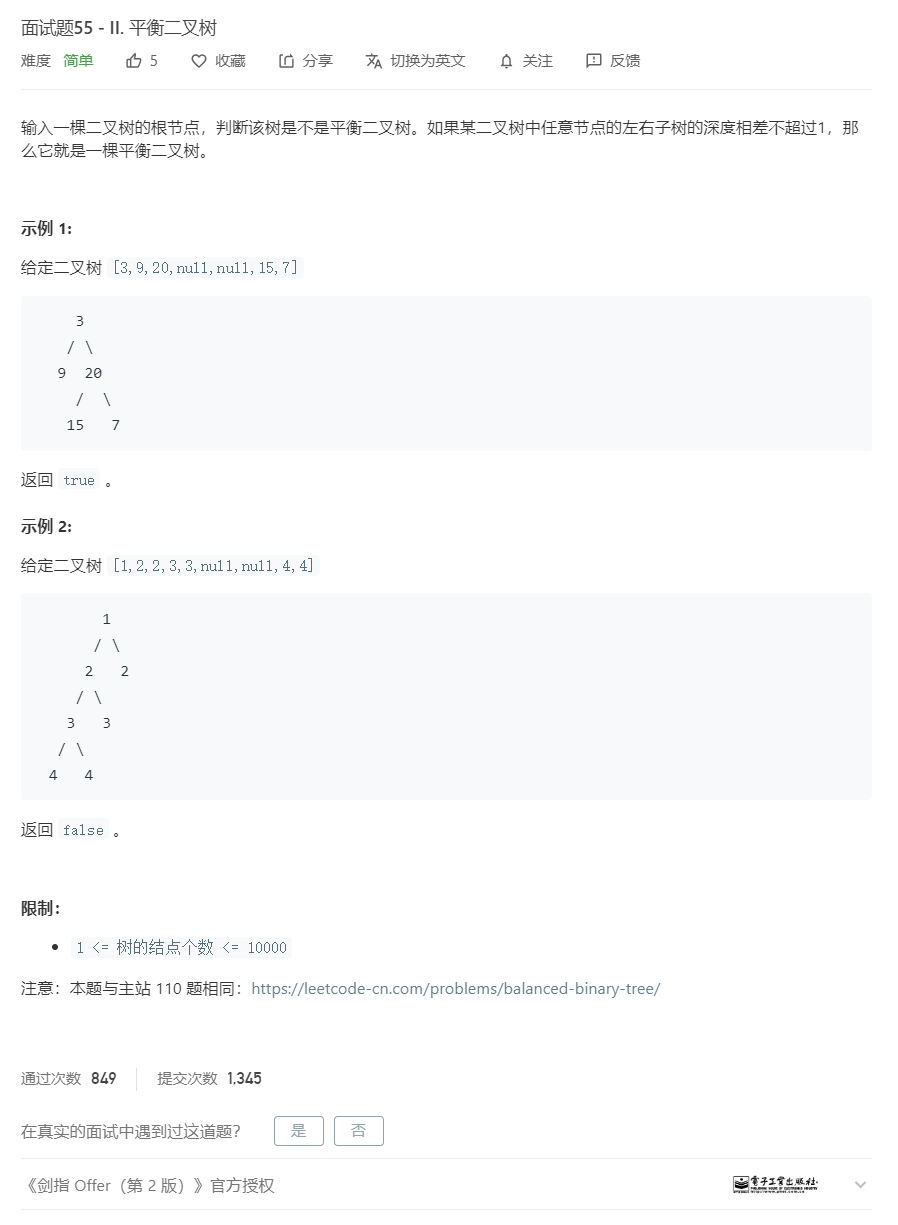 面试题55 - II. 平衡二叉树
难度 简单 5 收藏 分享 切换为英文 关注 反馈
输入一棵二叉树的根节点，判断该树是不是平衡二叉树。如果某二叉树中任意节点的左右子树的深度相差不超过1，那
么它就是一棵平衡二叉树。
示例 1:
给定二叉树 [3,9,20,null,null,15,7]
3
/ \
9 20
/ \
15 7
返回 true 。
示例 2:
给定二叉树 [1,2,2,3,3,null,null,4,4]
1
/ \
2 2
/ \
3 3
/ \
4 4
返回 false 。
限制：
• 1 <= 树的结点个数 <= 10000
注意：本题与主站 110 题相同：https://leetcode-cn.com/problems/balanced-binary-tree/
通过次数 849 提交次数 1,345
在真实的面试中遇到过这道题？ 是 否
《剑指 Offer（第 2 版）》官方授权 电子工业出版社